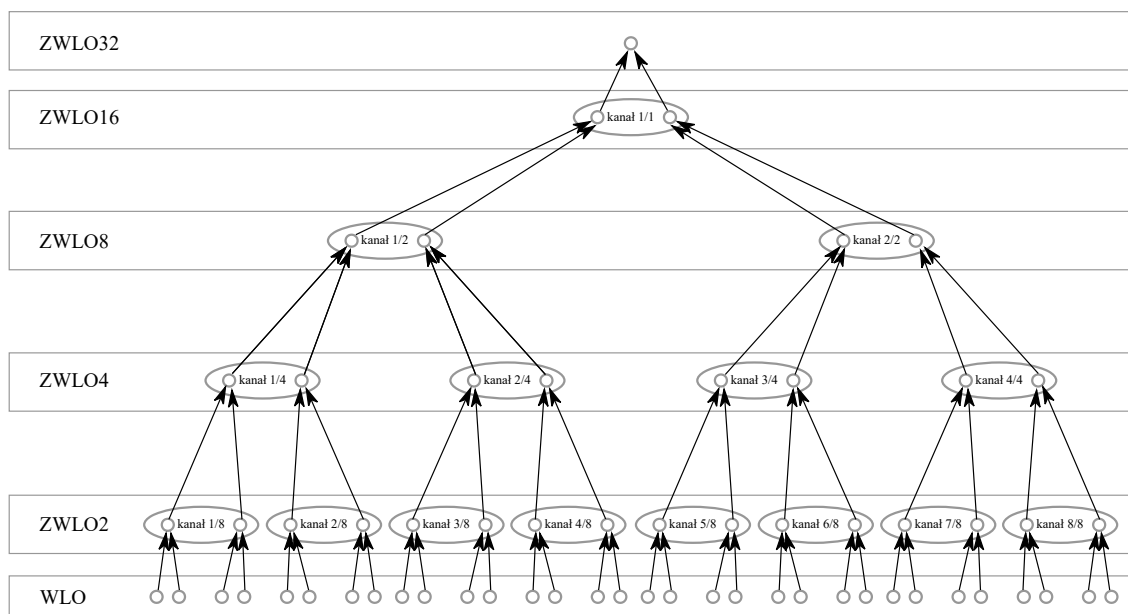 ZWLO32
ZWLO16
kanał 1/1
ZWLO8
kanał 1/2
kanał 2/2
ZWLO4
kanał 1/4
kanał 2/4
kanał 3/4
kanał 4/4
ZWLO2
kanał 1/8
kanał 2/8
kanał 3/8
kanał 4/8
kanał 5/8
kanał 6/8
kanał 7/8
kanał 8/8
WLO